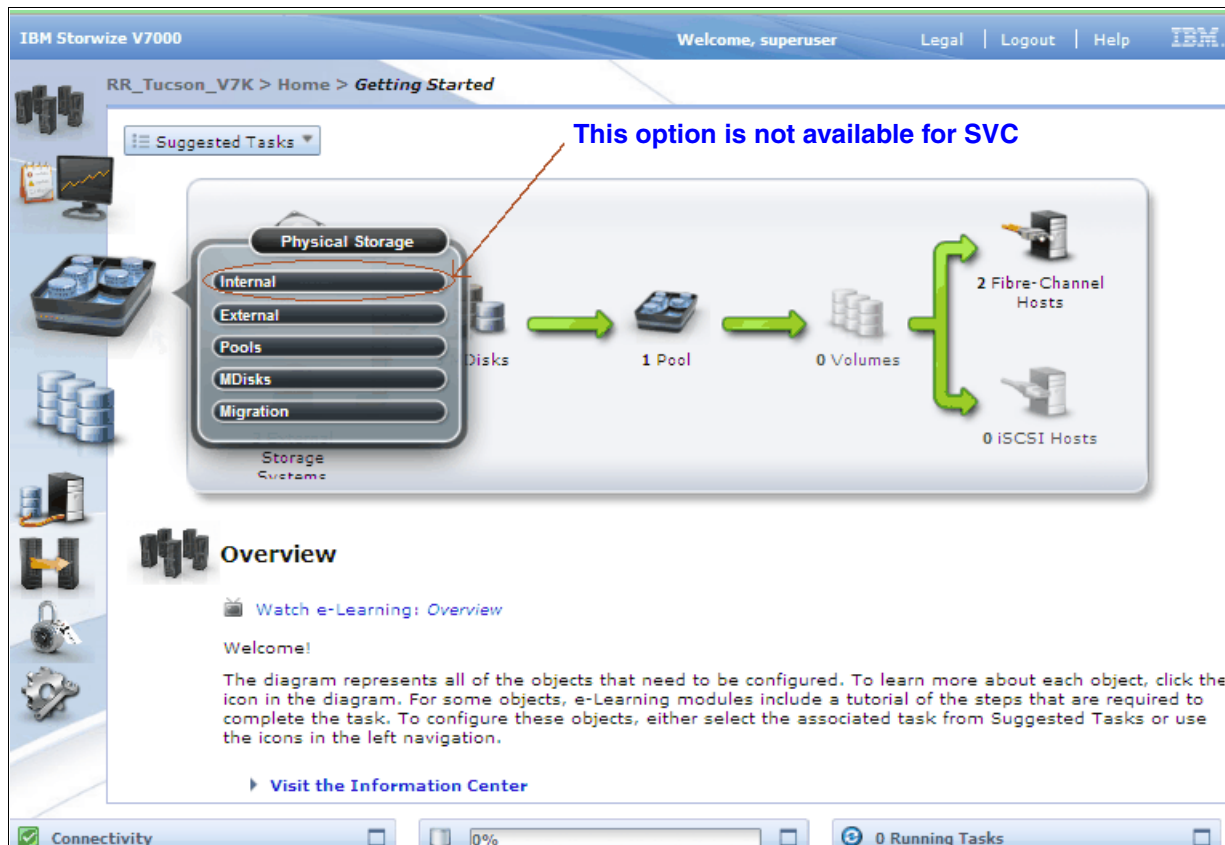 IBM Storwize V7000
Welcome, superuser
Legal | Logout | Help
IBM.
RR_Tucson_V7K > Home > Getting Started
Suggested Tasks
This option is not available for SVC
Physical Storage
Internal
External
Pools
MDisks
Migration
Disks
1 Pool
0 Volumes
2 Fibre-Channel
Hosts
0 iSCSI Hosts
External
Storage
Systems
Overview
Watch e-Learning: Overview
Welcome!
The diagram represents all of the objects that need to be configured. To learn more about each object, click the
icon in the diagram. For some objects, e-Learning modules include a tutorial of the steps that are required to
complete the task. To configure these objects, either select the associated task from Suggested Tasks or use
the icons in the left navigation.
Visit the Information Center
Connectivity
0%
0 Running Tasks